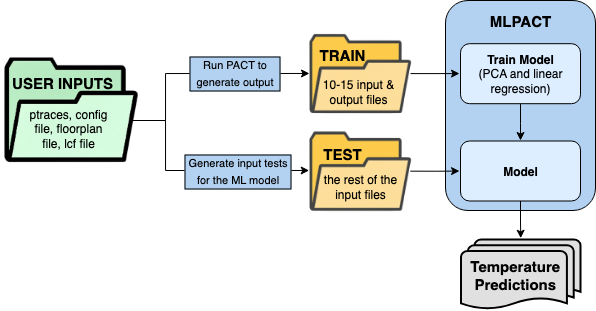 USER INPUTS
ptraces, config
file, floorplan
file, lcf file
Run PACT to
generate output
Generate input tests
for the ML model
TRAIN
10-15 input &
output files
TEST
the rest of the
input files
MLPACT
Train Model
(PCA and linear
regression)
Model
Temperature
Predictions